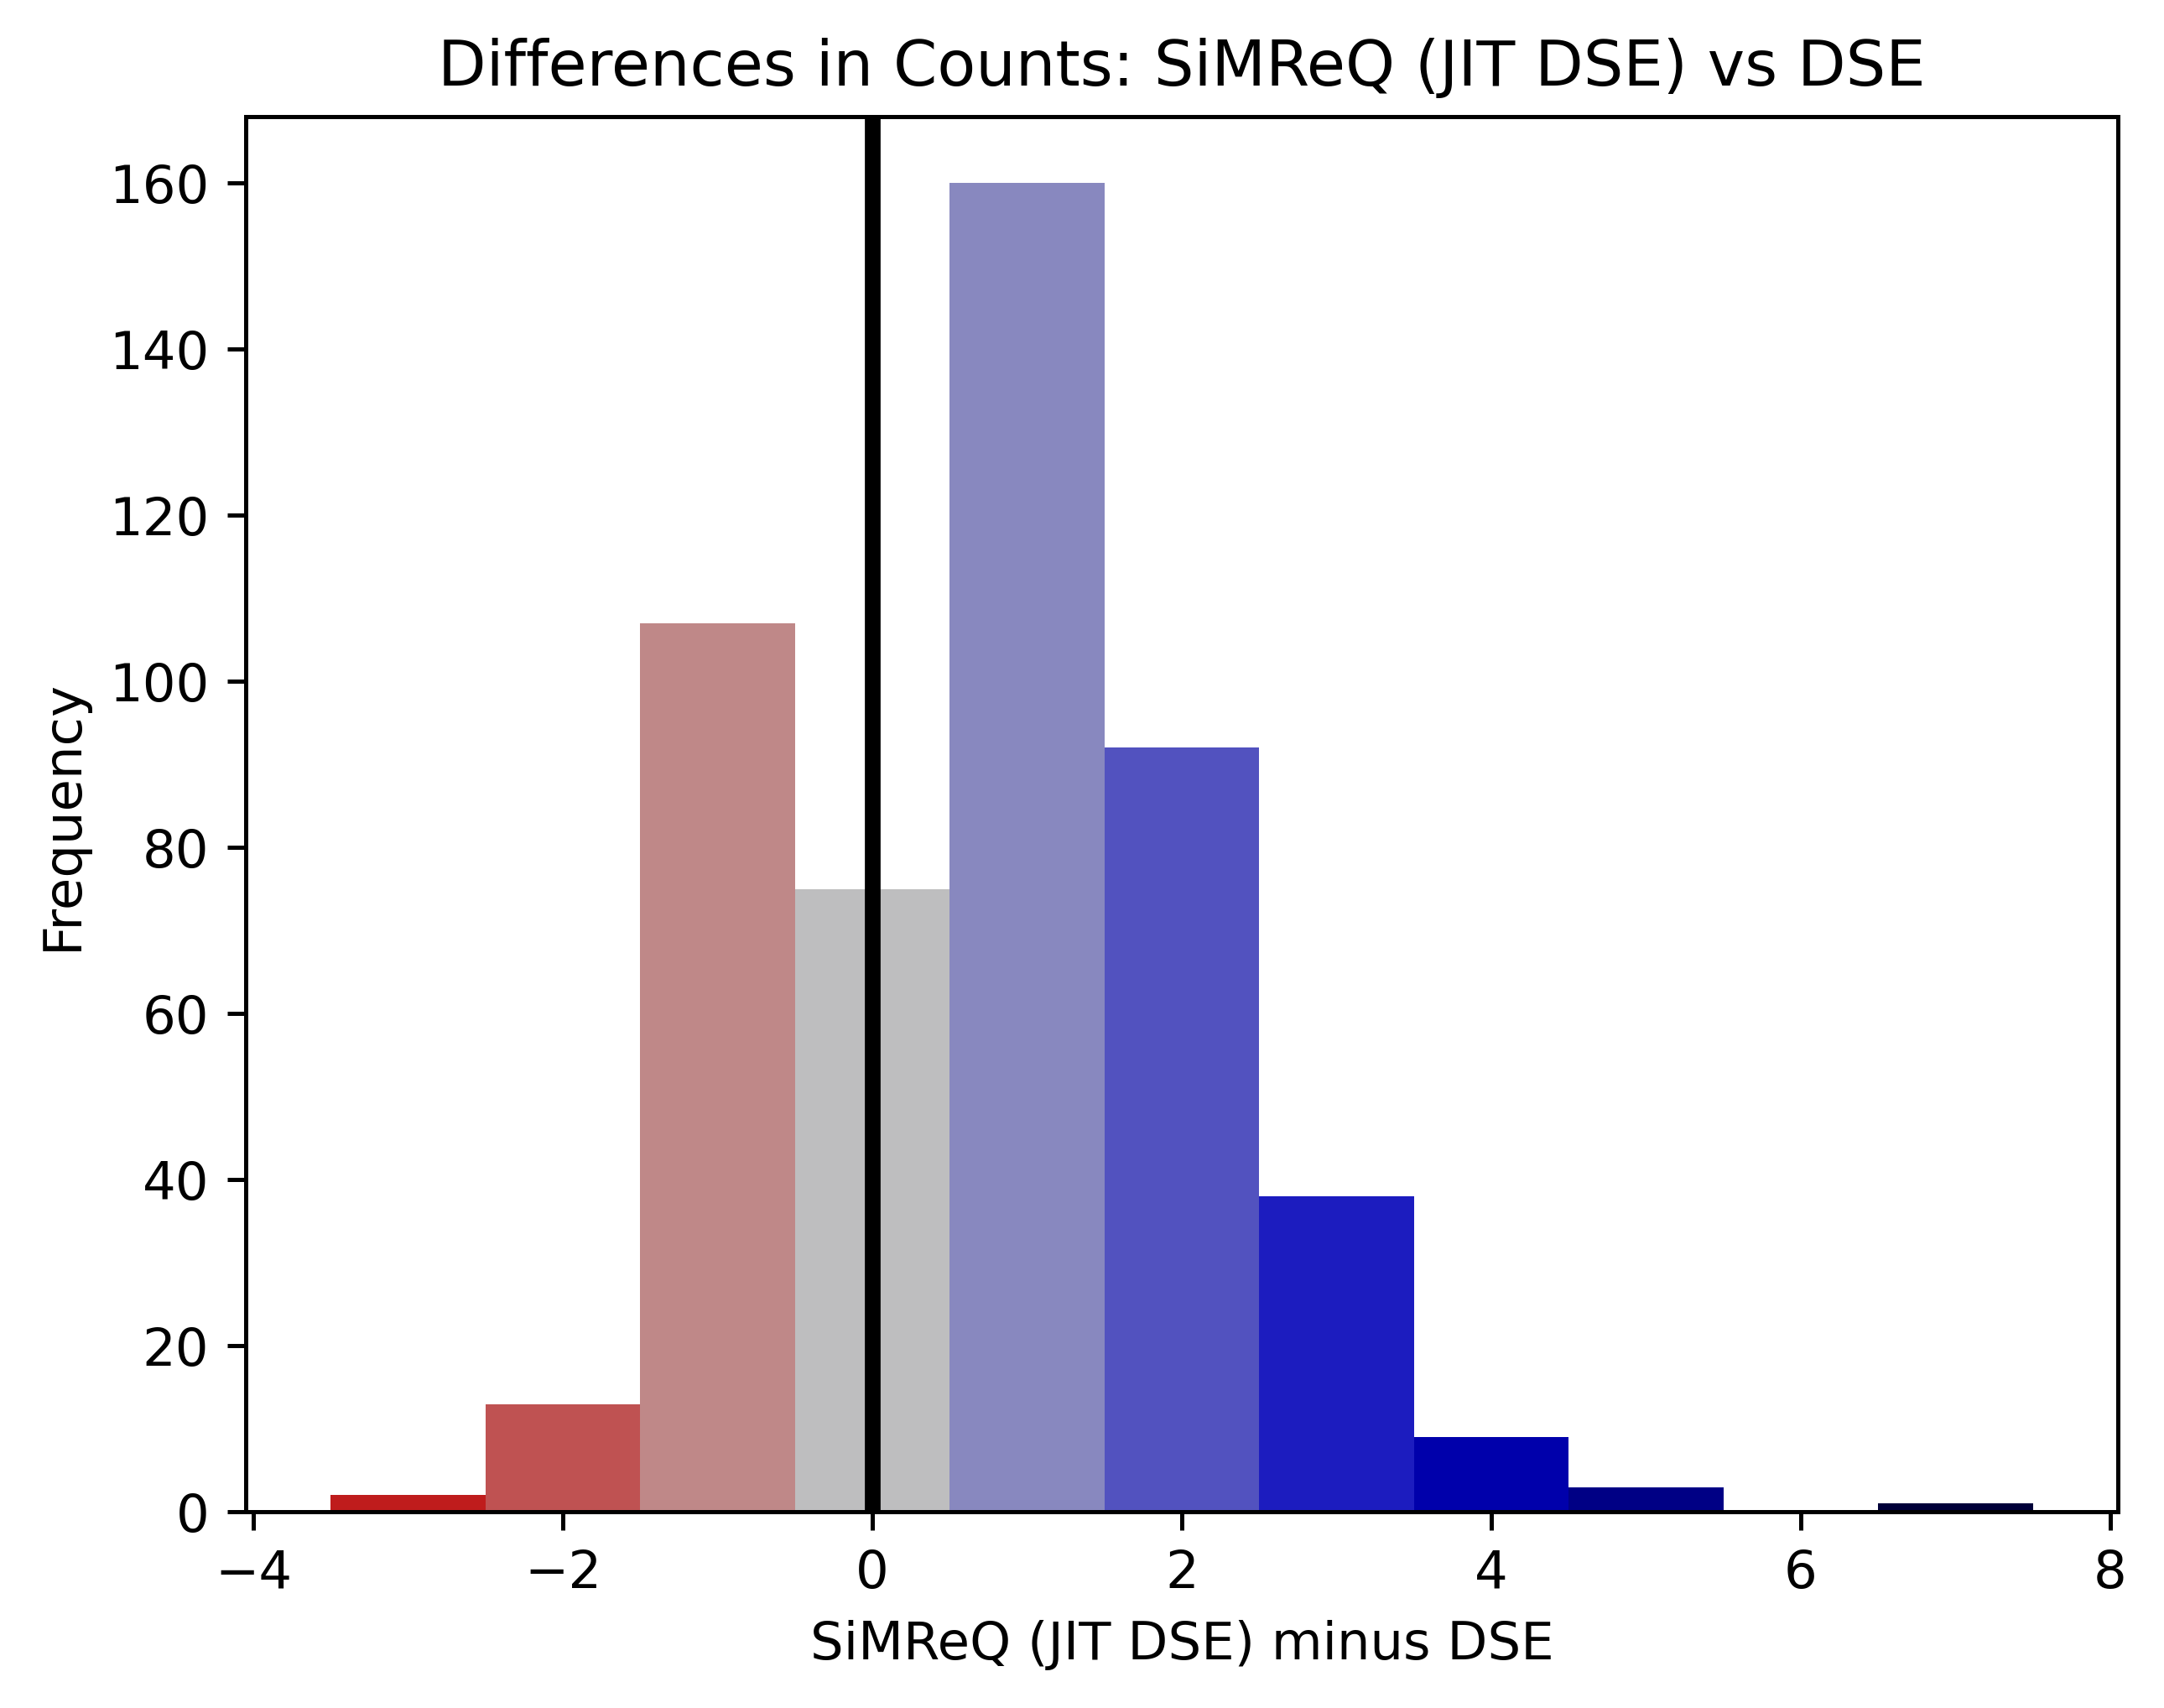 Differences in Counts: SiMReQ (JIT DSE) vs DSE
Frequency
160
140
120
100
80
60
40
20
0
−4 −2 0 2 4 6 8
SiMReQ (JIT DSE) minus DSE